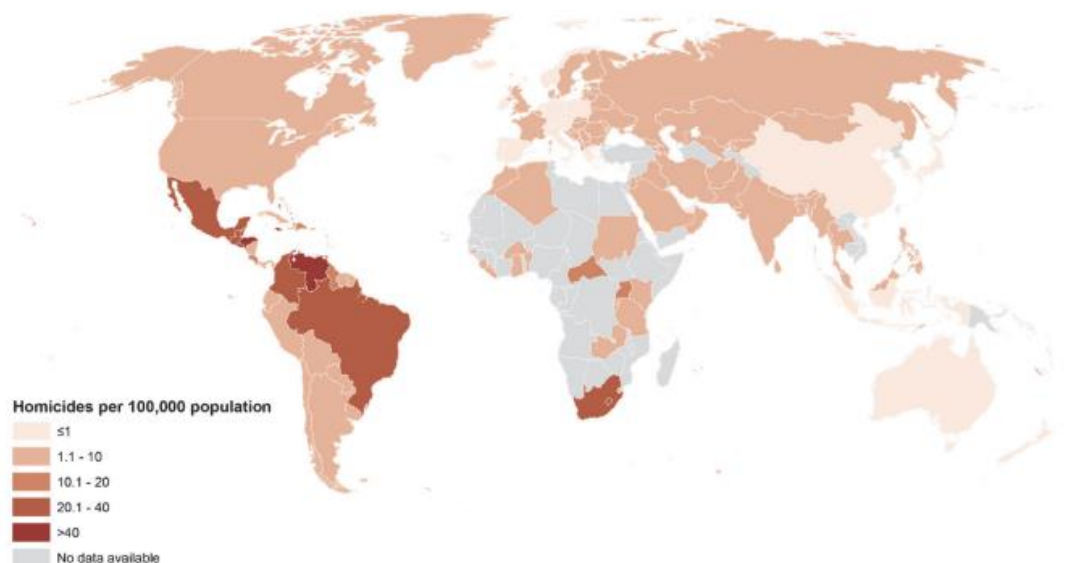 Homicides per 100,000 population
≤1
1.1 - 10
10.1 - 20
20.1 - 40
>40
No data available